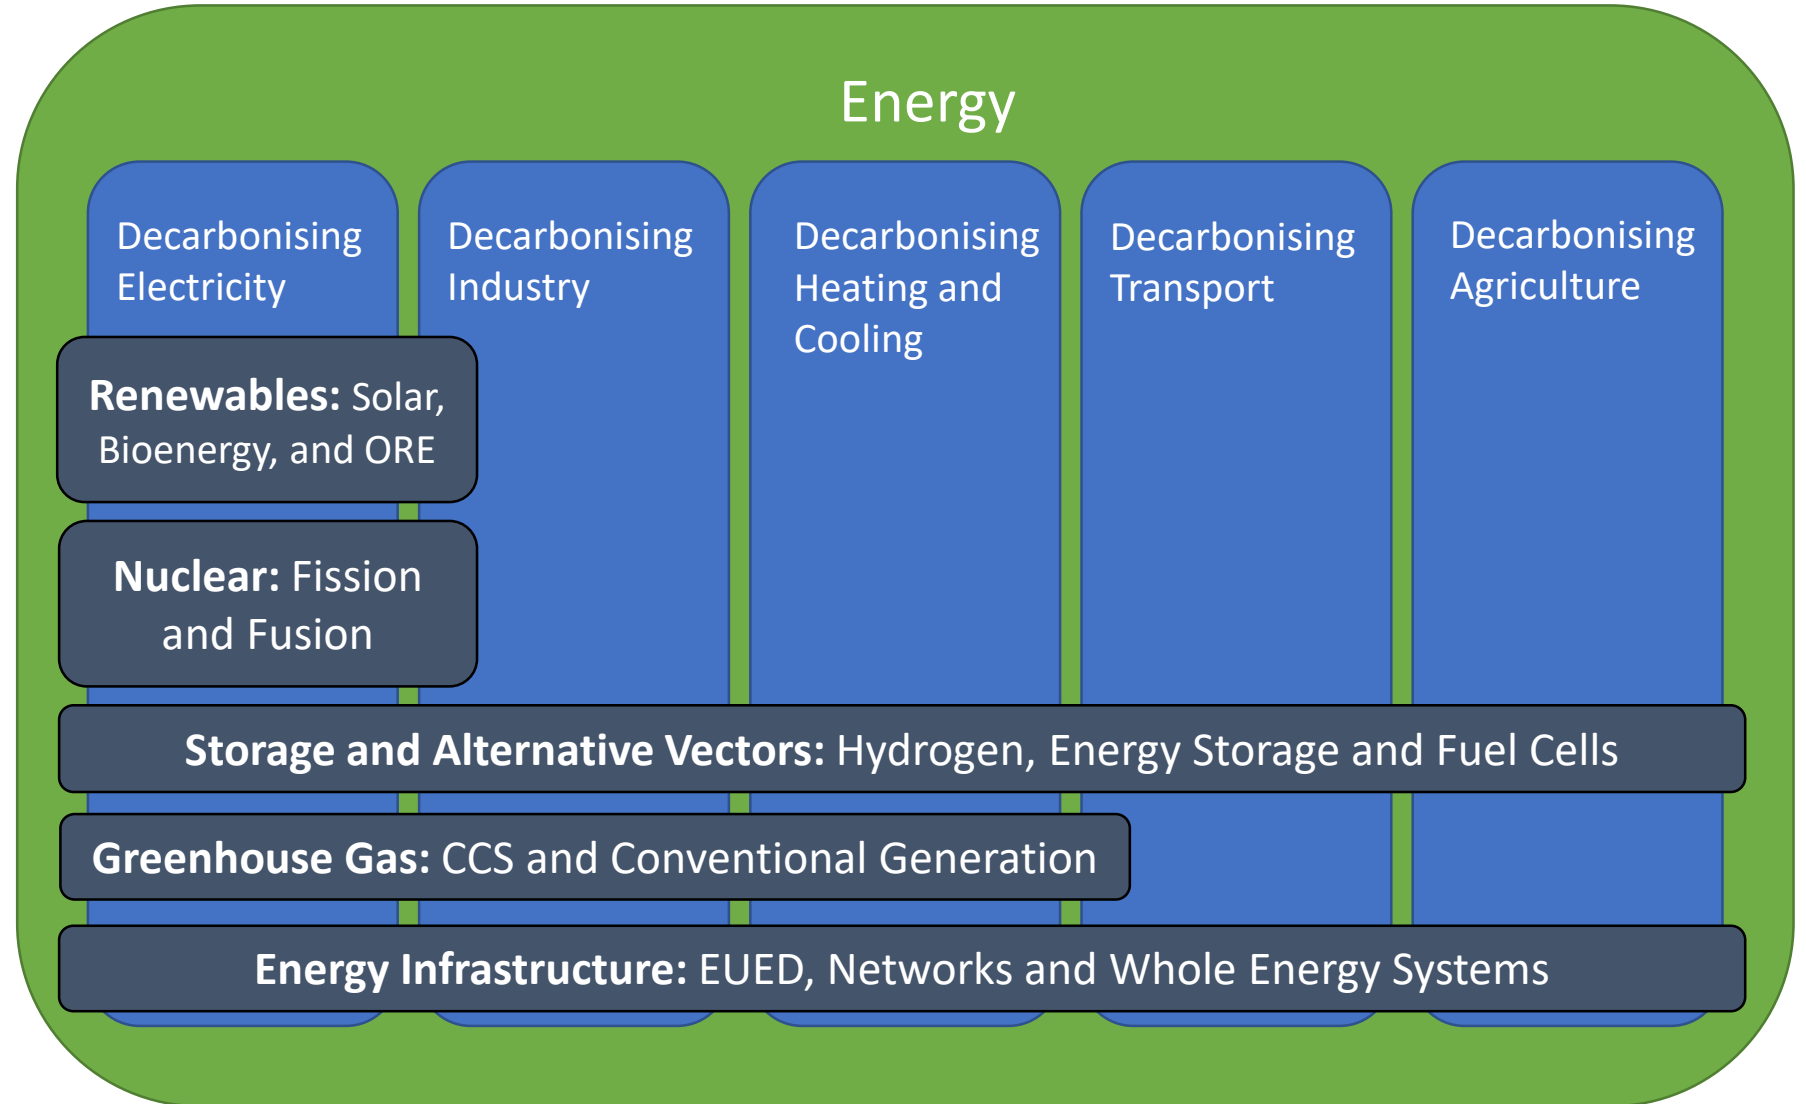 Energy
Decarbonising
Electricity
Decarbonising
Industry
Decarbonising
Heating and
Cooling
Decarbonising
Transport
Decarbonising
Agriculture
Renewables: Solar,
Bioenergy, and ORE
Nuclear: Fission
and Fusion
Storage and Alternative Vectors: Hydrogen, Energy Storage and Fuel Cells
Greenhouse Gas: CCS and Conventional Generation
Energy Infrastructure: EUED, Networks and Whole Energy Systems